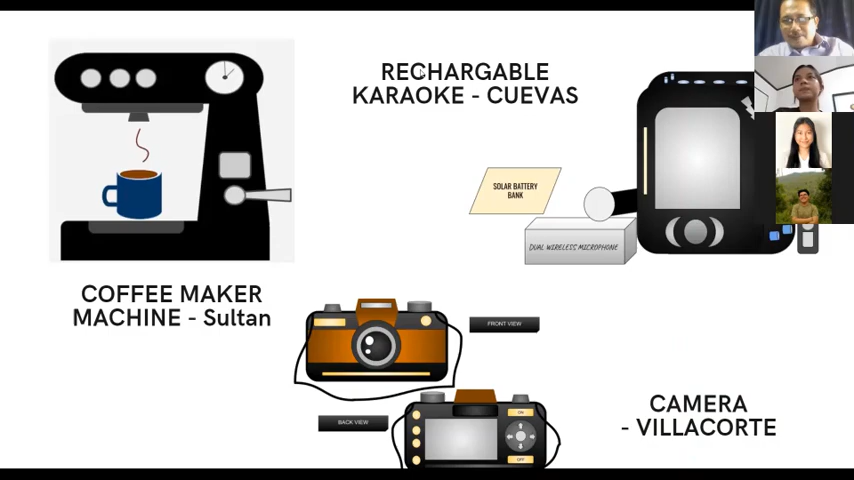 RECHARGABLE
KARAOKE - CUEVAS
SOLAR BATTERY
BANK
DUAL WIRELESS MICROPHONE
COFFEE MAKER
MACHINE - Sultan
FRONT VIEW
BACK VIEW
ON
OFF
CAMERA
- VILLACORTE